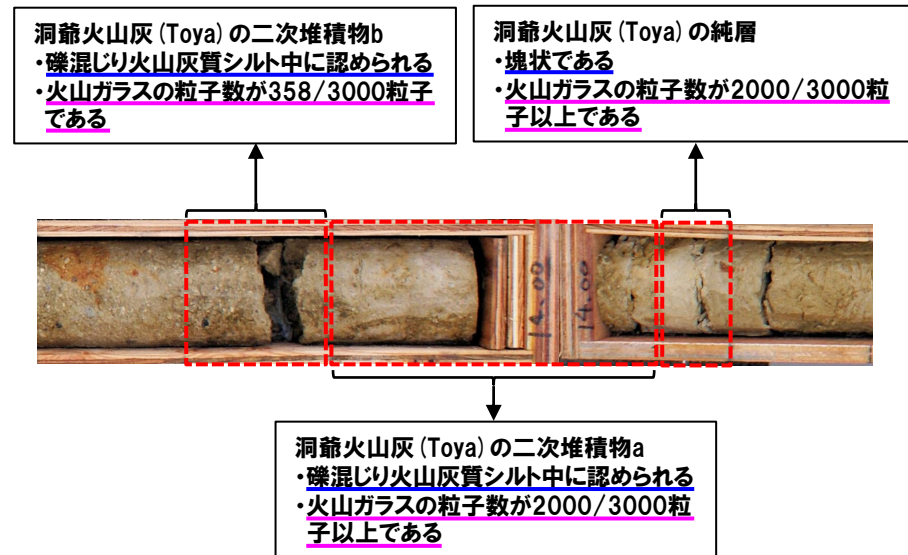 洞爺火山灰(Toya)の二次堆積物b
・礫混じり火山灰質シルト中に認められる
・火山ガラスの粒子数が358/3000粒子
である
洞爺火山灰(Toya)の純層
・塊状である
・火山ガラスの粒子数が2000/3000粒
子以上である
14.00
14.00
洞爺火山灰(Toya)の二次堆積物a
・礫混じり火山灰質シルト中に認められる
・火山ガラスの粒子数が2000/3000粒
子以上である